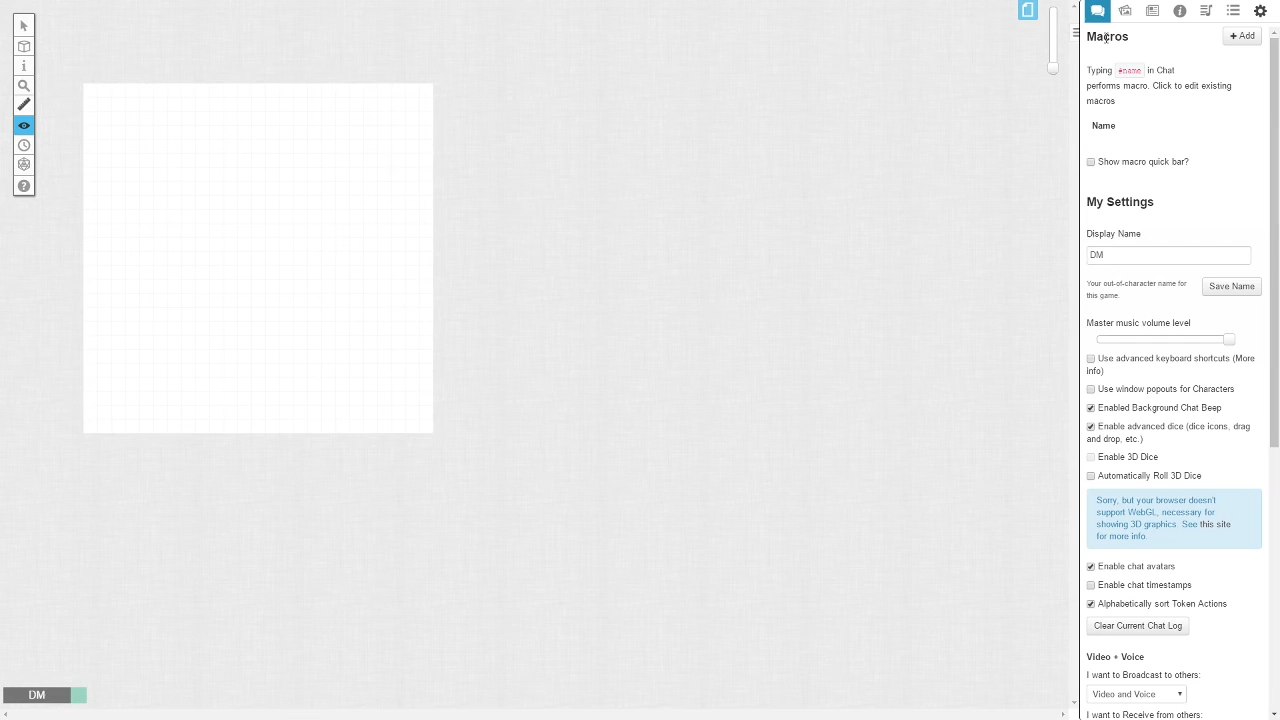 Macros
+ Add
Typing #name in Chat
performs macro. Click to edit existing
macros
Name
Show macro quick bar?
My Settings
Display Name
DM
Your out-of-character name for
this game.
Save Name
Master music volume level
Use advanced keyboard shortcuts (More
info)
Use window popouts for Characters
Enabled Background Chat Beep
Enable advanced dice (dice icons, drag
and drop, etc.)
Enable 3D Dice
Automatically Roll 3D Dice
Sorry, but your browser doesn't
support WebGL, necessary for
showing 3D graphics. See this site
for more info.
Enable chat avatars
Enable chat timestamps
Alphabetically sort Token Actions
Clear Current Chat Log
Video + Voice
I want to Broadcast to others:
Video and Voice
I want to Receive from others:
DM